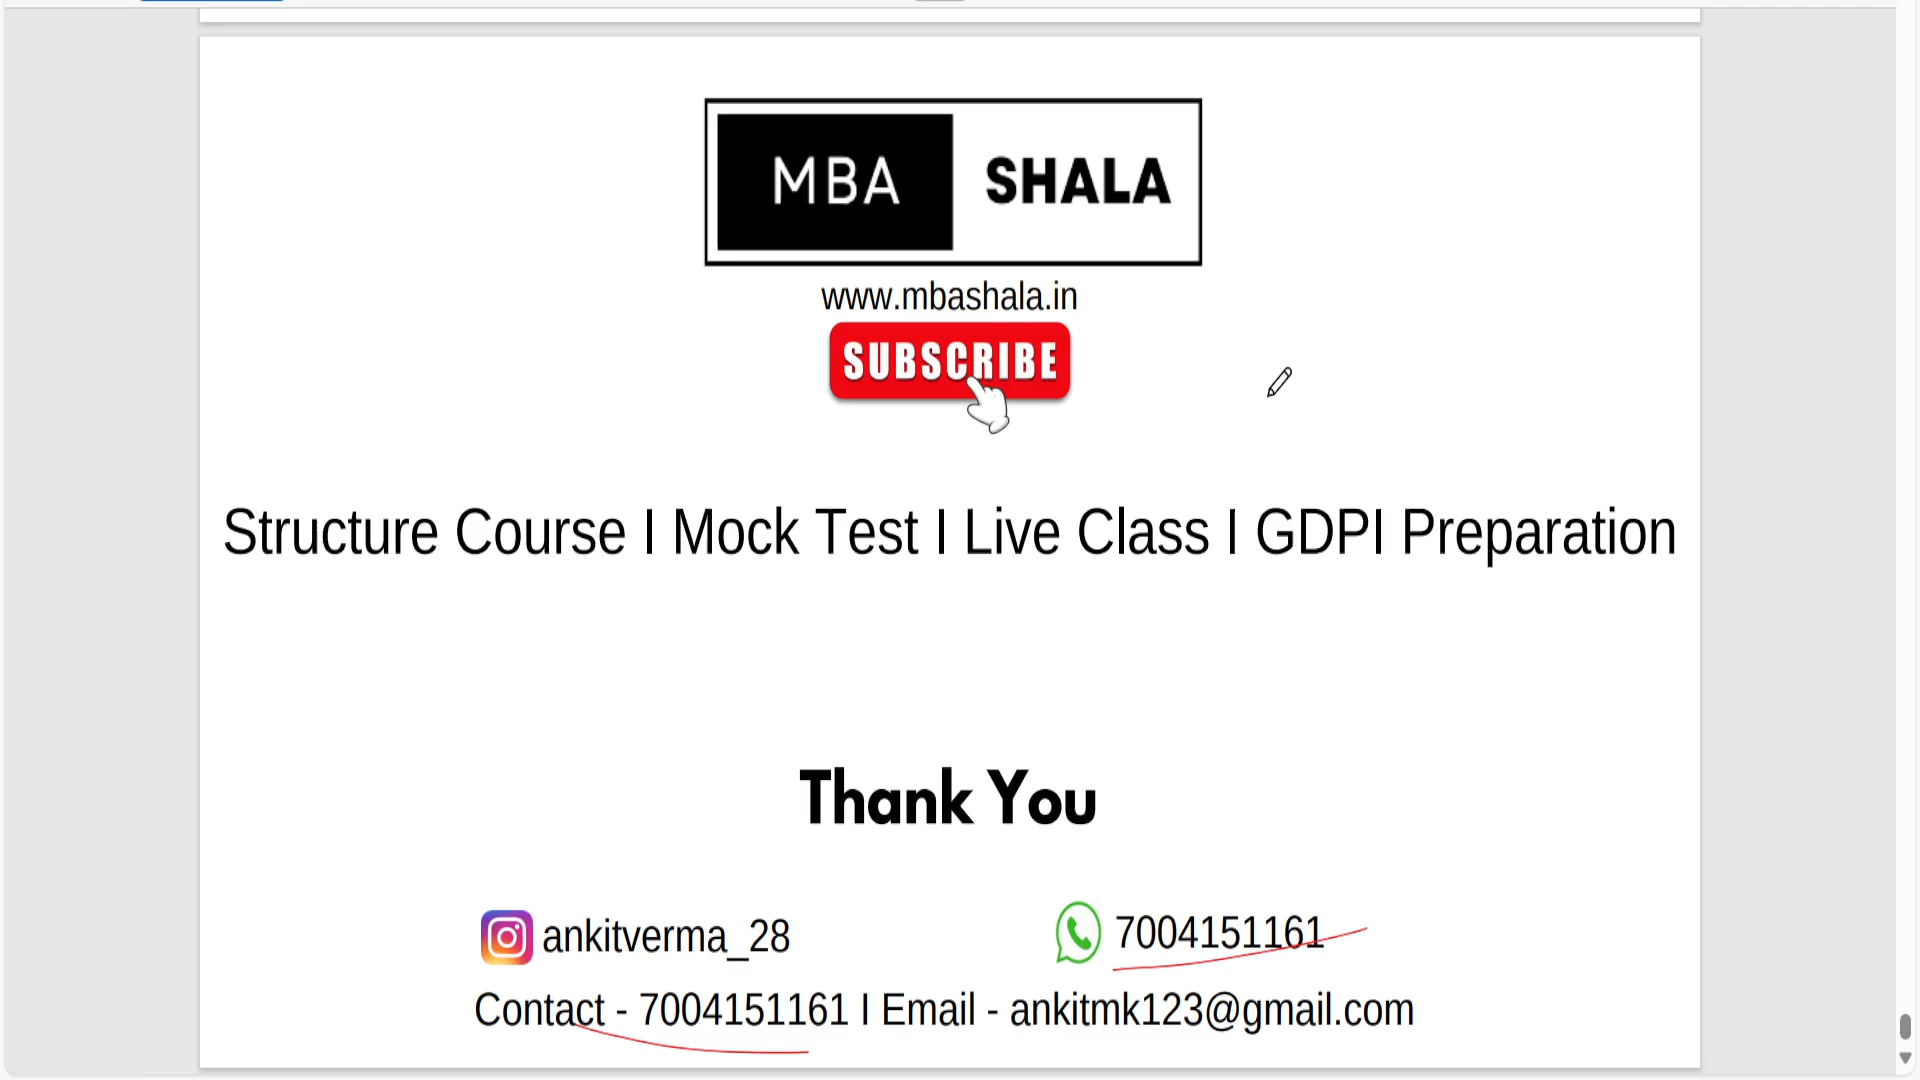 MBA SHALA
www.mbashala.in
SUBSCRIBE
Structure Course I Mock Test I Live Class I GDPI Preparation
Thank You
ankitverma_28 7004151161
Contact - 7004151161 I Email - ankitmk123@gmail.com